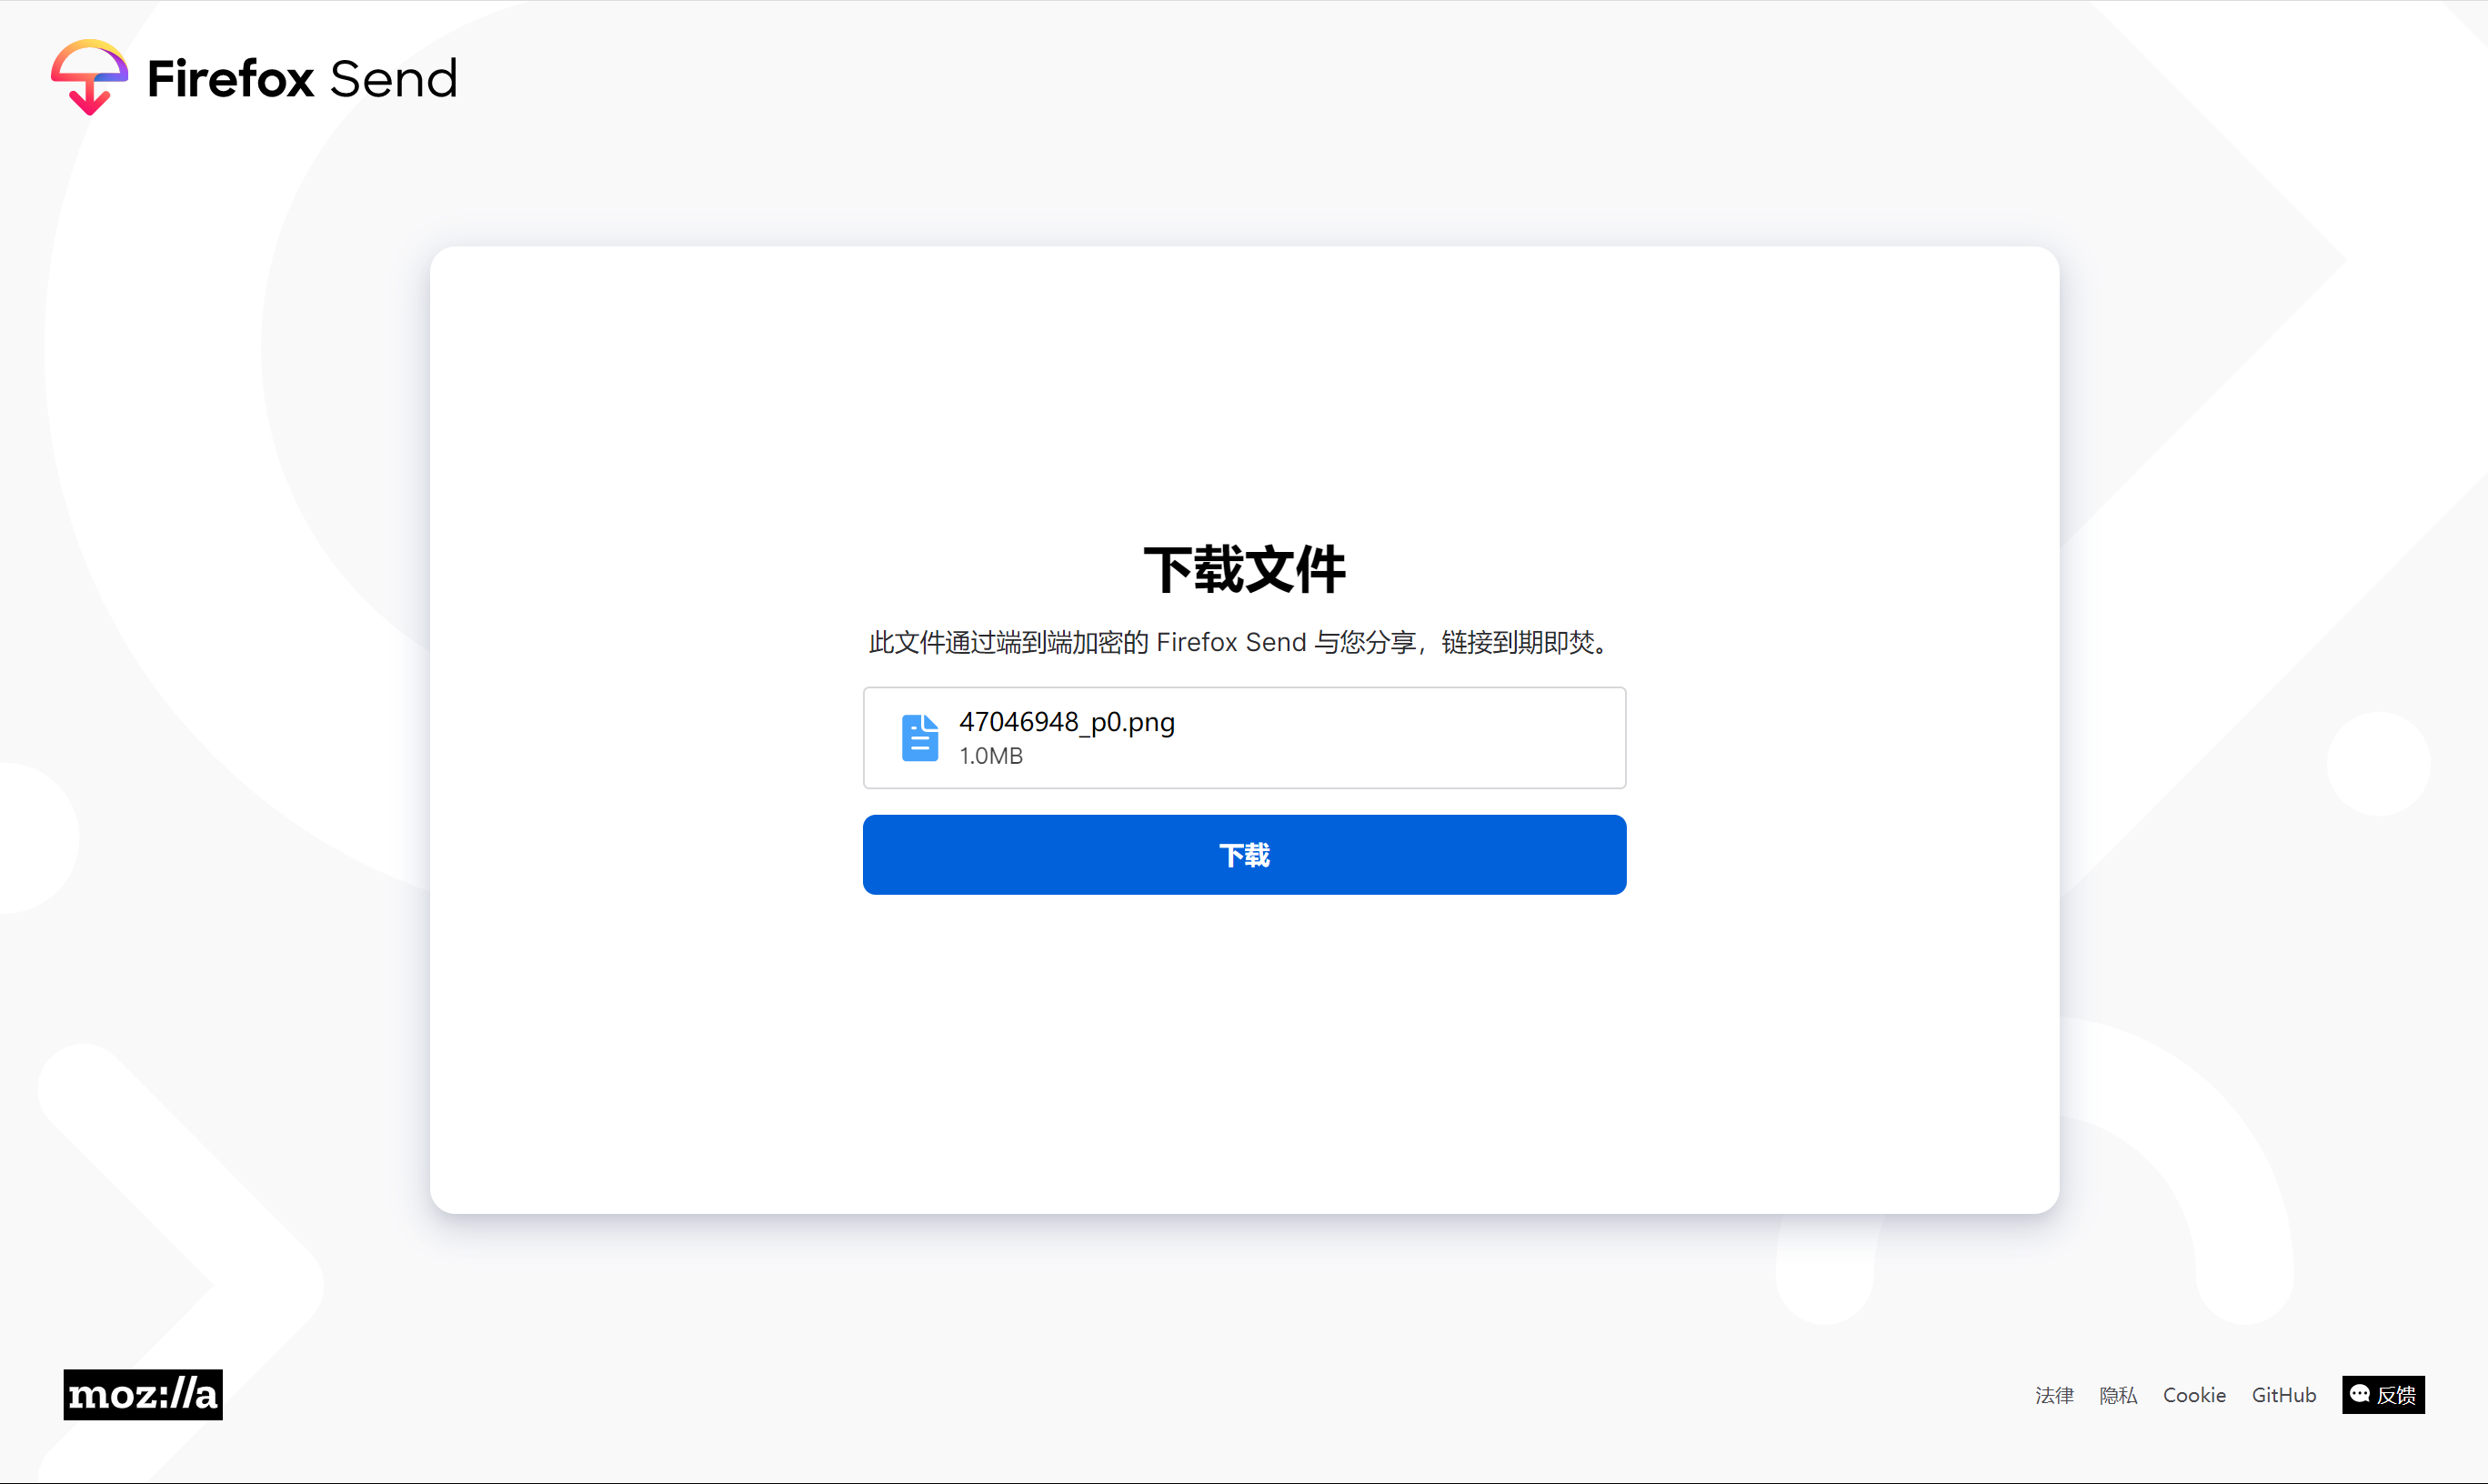 Firefox Send
下载文件
此文件通过端到端加密的 Firefox Send 与您分享，链接到期即焚。
47046948_p0.png
1.0MB
下载
moz://a
法律 隐私 Cookie GitHub 反馈